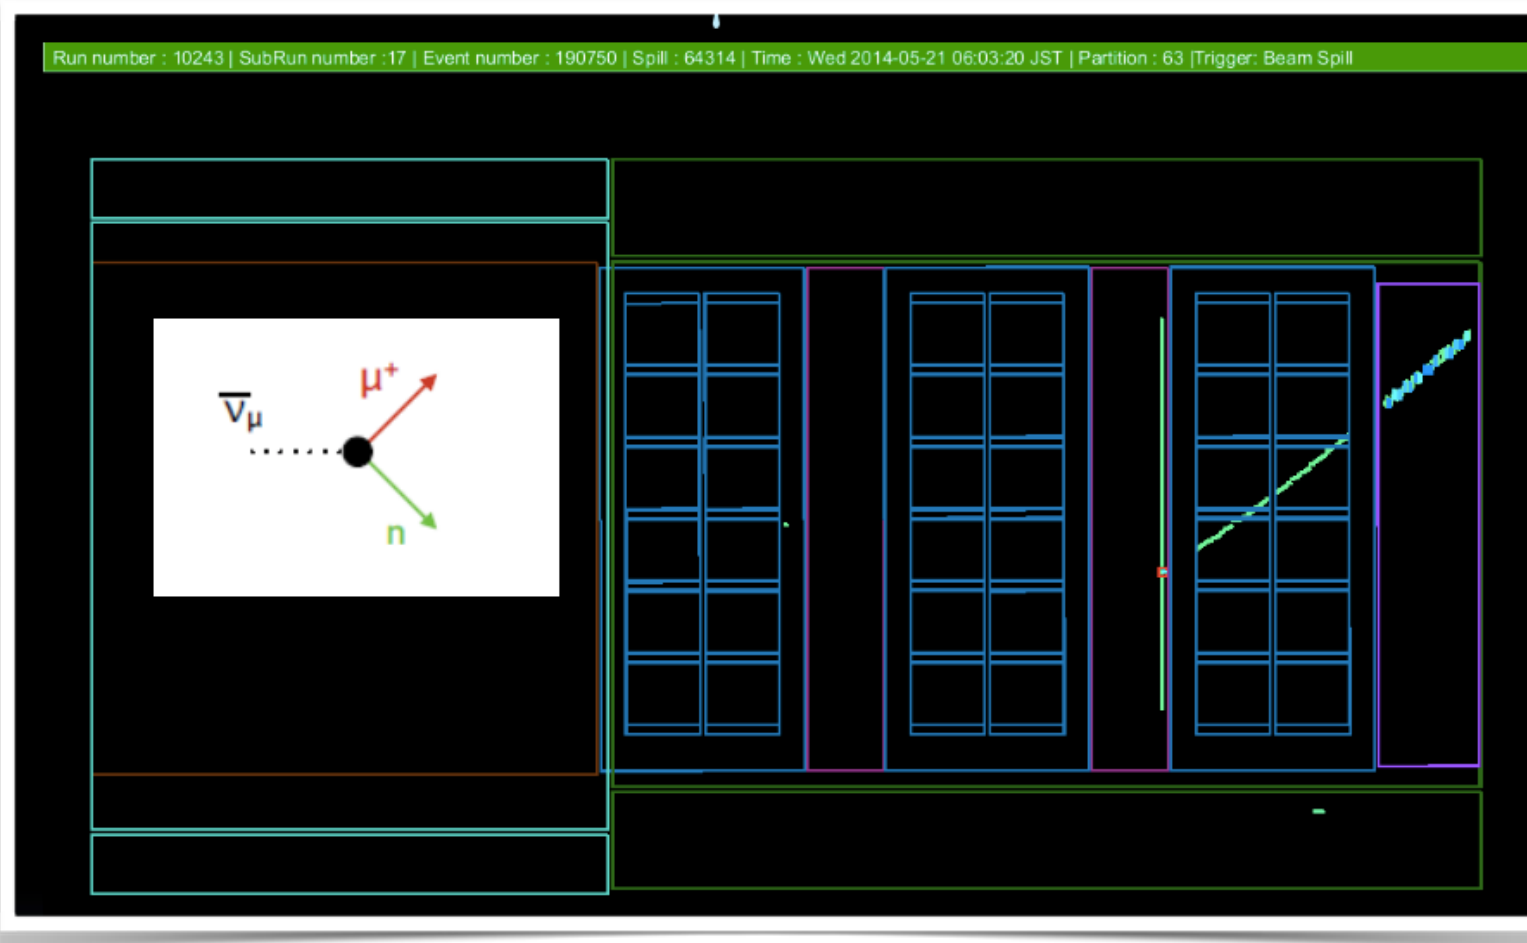 Run number : 10243 | SubRun number :17 | Event number : 190750 | Spill : 64314 | Time : Wed 2014-05-21 06:03:20 JST | Partition : 63 |Trigger: Beam Spill
μ⁺
ν̅μ
n